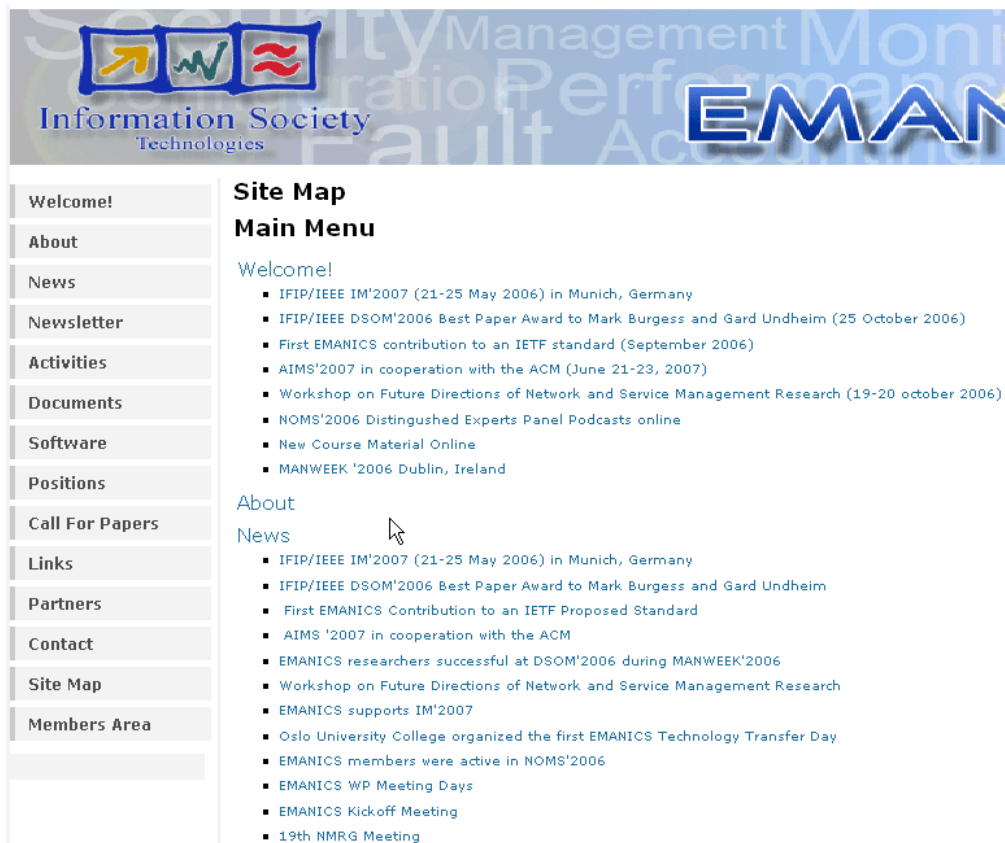 Security Management Moni
Configuration Performanc
Fault Accounting
Information Society
Technologies
EMAN
Welcome!
About
News
Newsletter
Activities
Documents
Software
Positions
Call For Papers
Links
Partners
Contact
Site Map
Members Area
Site Map
Main Menu
Welcome!
IFIP/IEEE IM'2007 (21-25 May 2006) in Munich, Germany
IFIP/IEEE DSOM'2006 Best Paper Award to Mark Burgess and Gard Undheim (25 October 2006)
First EMANICS contribution to an IETF standard (September 2006)
AIMS'2007 in cooperation with the ACM (June 21-23, 2007)
Workshop on Future Directions of Network and Service Management Research (19-20 october 2006)
NOMS'2006 Distingushed Experts Panel Podcasts online
New Course Material Online
MANWEEK '2006 Dublin, Ireland
About
News
IFIP/IEEE IM'2007 (21-25 May 2006) in Munich, Germany
IFIP/IEEE DSOM'2006 Best Paper Award to Mark Burgess and Gard Undheim
First EMANICS Contribution to an IETF Proposed Standard
AIMS '2007 in cooperation with the ACM
EMANICS researchers successful at DSOM'2006 during MANWEEK'2006
Workshop on Future Directions of Network and Service Management Research
EMANICS supports IM'2007
Oslo University College organized the first EMANICS Technology Transfer Day
EMANICS members were active in NOMS'2006
EMANICS WP Meeting Days
EMANICS Kickoff Meeting
19th NMRG Meeting